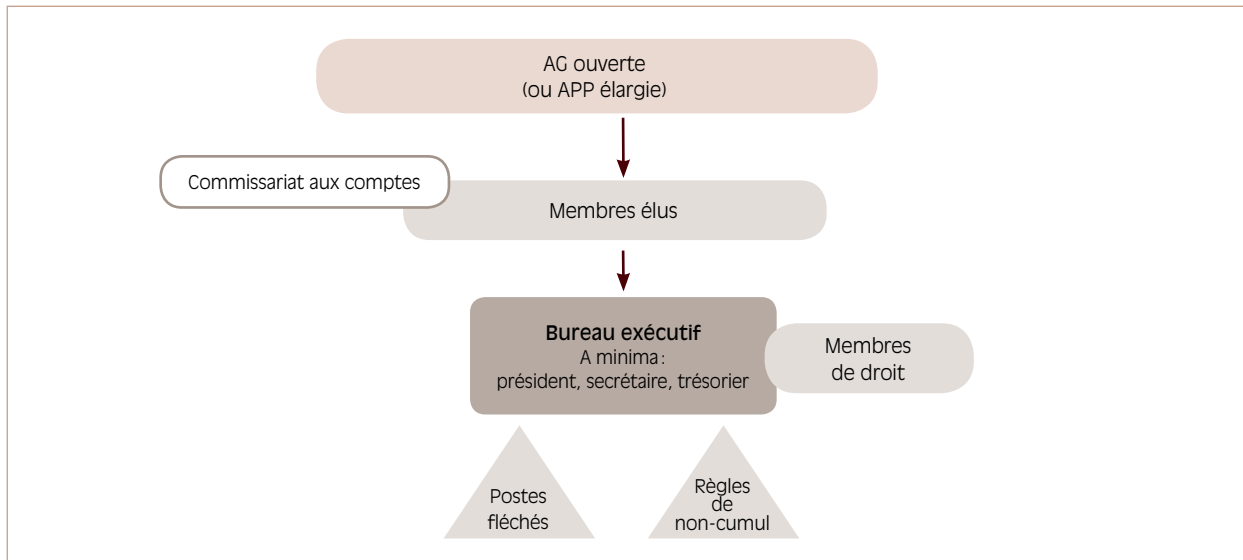 AG ouverte
(ou APP élargie)
Commissariat aux comptes
Membres élus
Bureau exécutif
A minima :
président, secrétaire, trésorier
Membres
de droit
Postes
fléchés
Règles
de
non-cumul